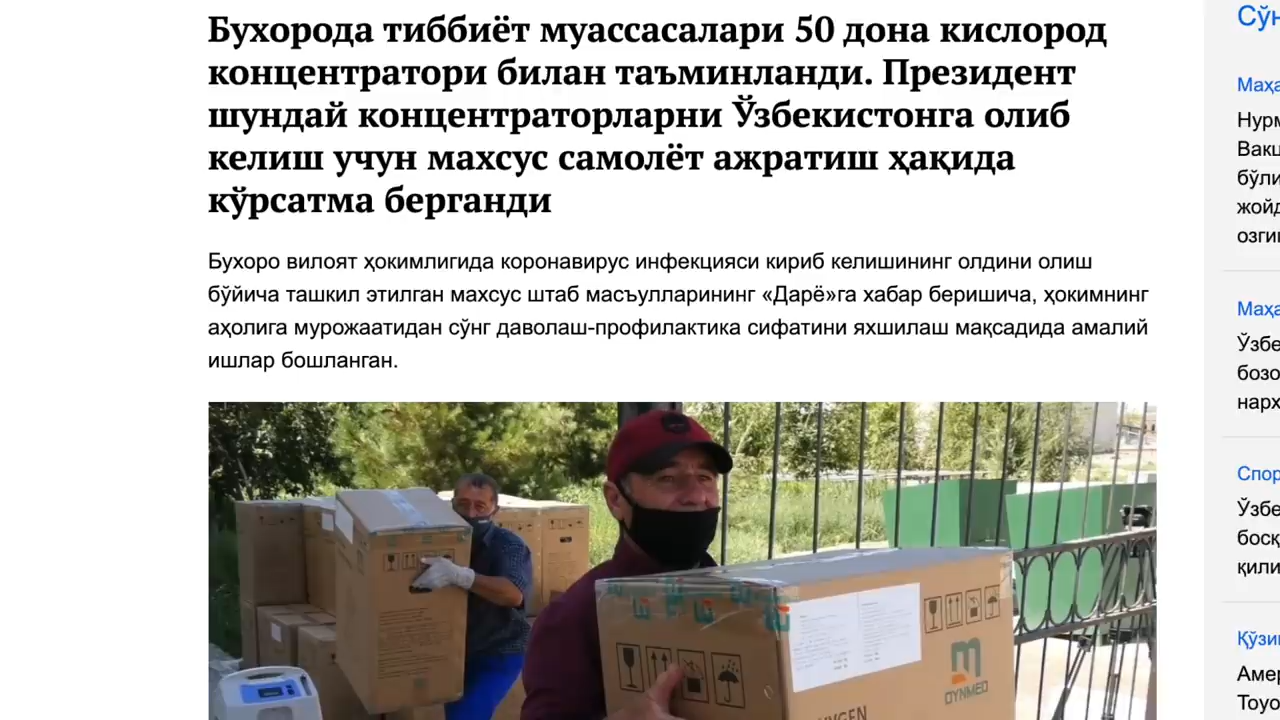 Бухорода тиббиёт муассасалари 50 дона кислород
концентратори билан таъминланди. Президент
шундай концентраторларни Ўзбекистонга олиб
келиш учун махсус самолёт ажратиш ҳақида
кўрсатма берганди
Бухоро вилоят ҳокимлигида коронавирус инфекцияси кириб келишининг олдини олиш
бўйича ташкил этилган махсус штаб масъулларининг «Дарё»га хабар беришича, ҳокимнинг
аҳолига мурожаатидан сўнг даволаш-профилактика сифатини яхшилаш мақсадида амалий
ишлар бошланган.
DYNMED